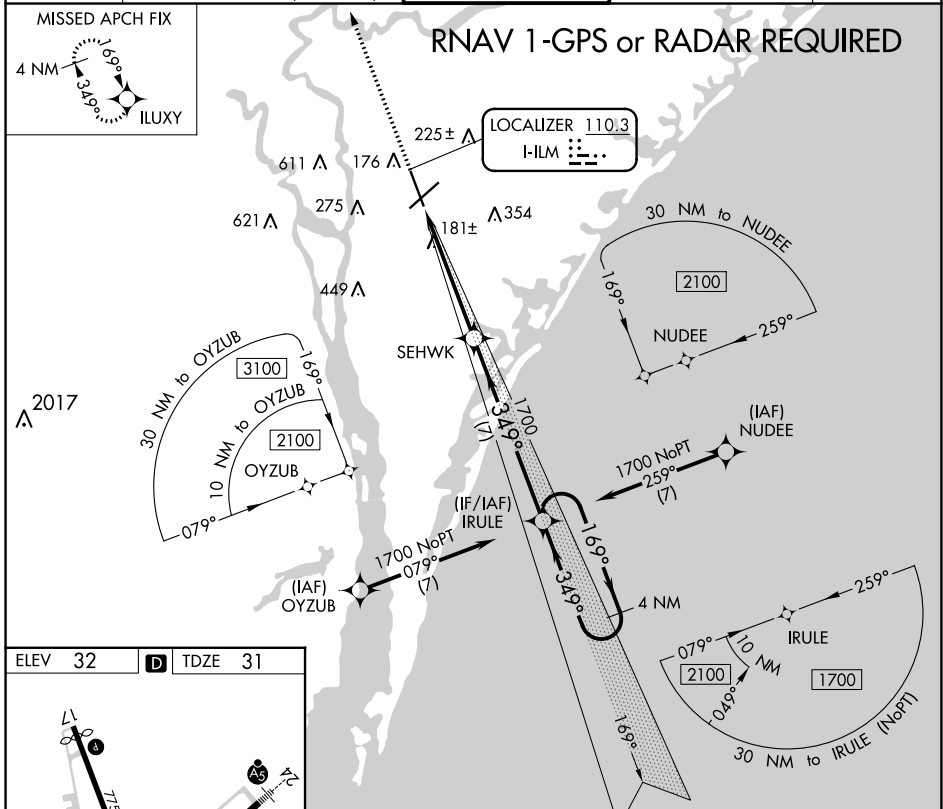 MISSED APCH FIX
4 NM
169°
349°
ILUXY
RNAV 1-GPS or RADAR REQUIRED
LOCALIZER 110.3
I-ILM
225±
611
176
275
621
354
181±
449
2017
SEHWK
30 NM to NUDEE
2100
169°
NUDEE
259°
30 NM to OYZUB
3100
169°
10 NM to OYZUB
2100
OYZUB
079°
1700
349°
(7)
(IAF)
NUDEE
1700 NoPT
259°
(7)
(IF/IAF)
IRULE
1700 NoPT
079°
(7)
(IAF)
OYZUB
169°
349°
4 NM
169°
259°
IRULE
079°
10 NM
2100
049°
1700
30 NM to IRULE (NoPT)
ELEV 32
D
TDZE 31
17
P
A5
24